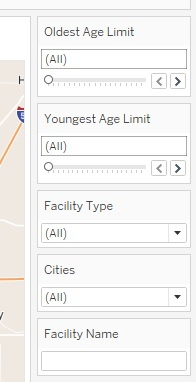 Oldest Age Limit
(All)
Youngest Age Limit
(All)
Facility Type
(All)
Cities
(All)
Facility Name